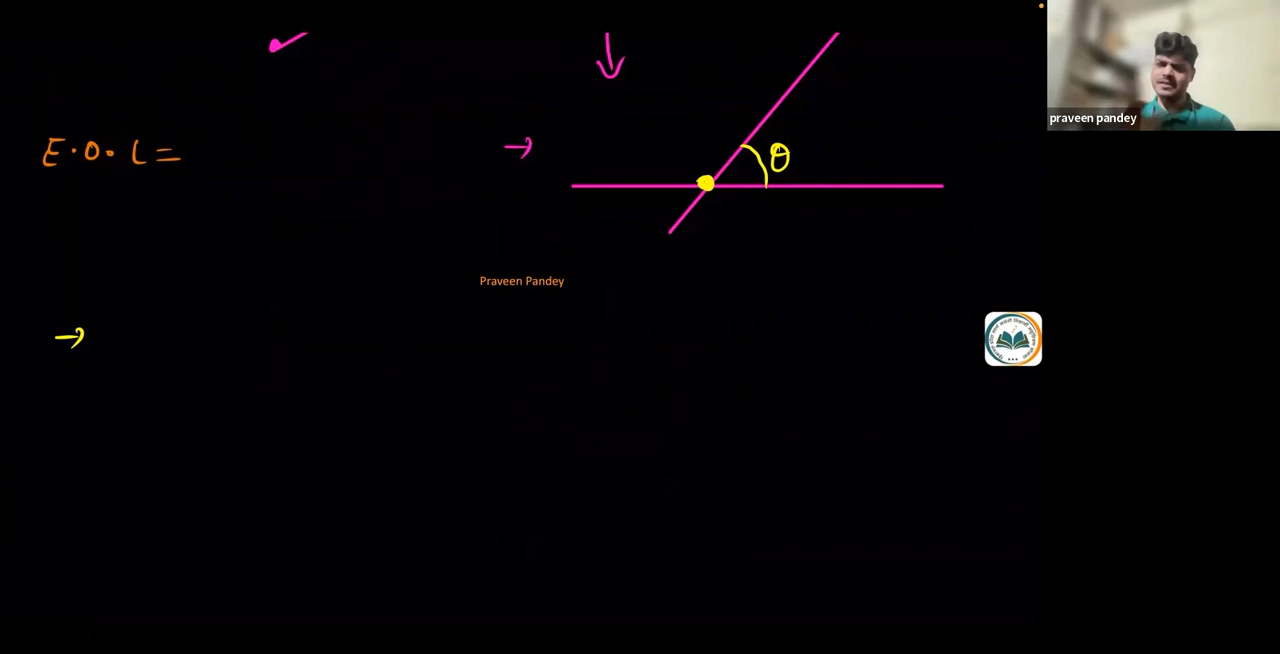 praveen pandey
E.O.L=
→
θ
Praveen Pandey
→